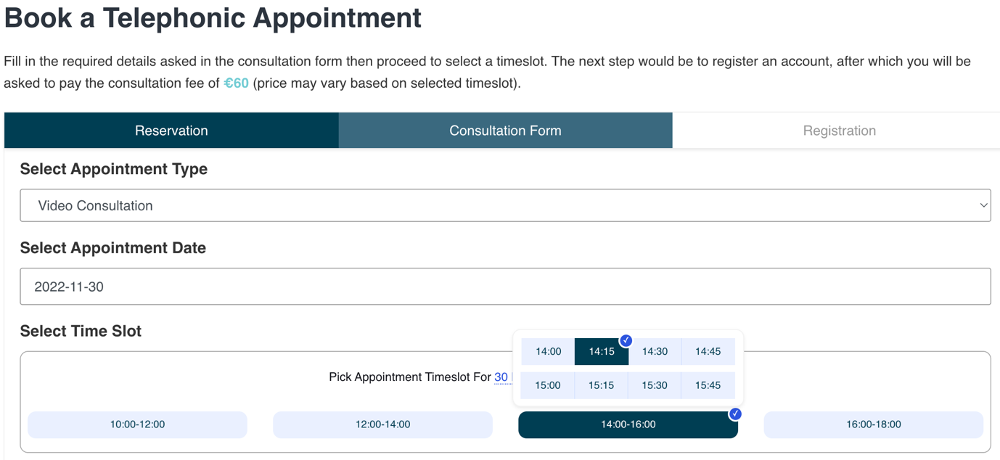 Book a Telephonic Appointment
Fill in the required details asked in the consultation form then proceed to select a timeslot. The next step would be to register an account, after which you will be
asked to pay the consultation fee of €60 (price may vary based on selected timeslot).
Reservation
Consultation Form
Registration
Select Appointment Type
Video Consultation
Select Appointment Date
2022-11-30
Select Time Slot
14:00 14:15 14:30 14:45
Pick Appointment Timeslot For 30
15:00 15:15 15:30 15:45
10:00-12:00 12:00-14:00 14:00-16:00 16:00-18:00